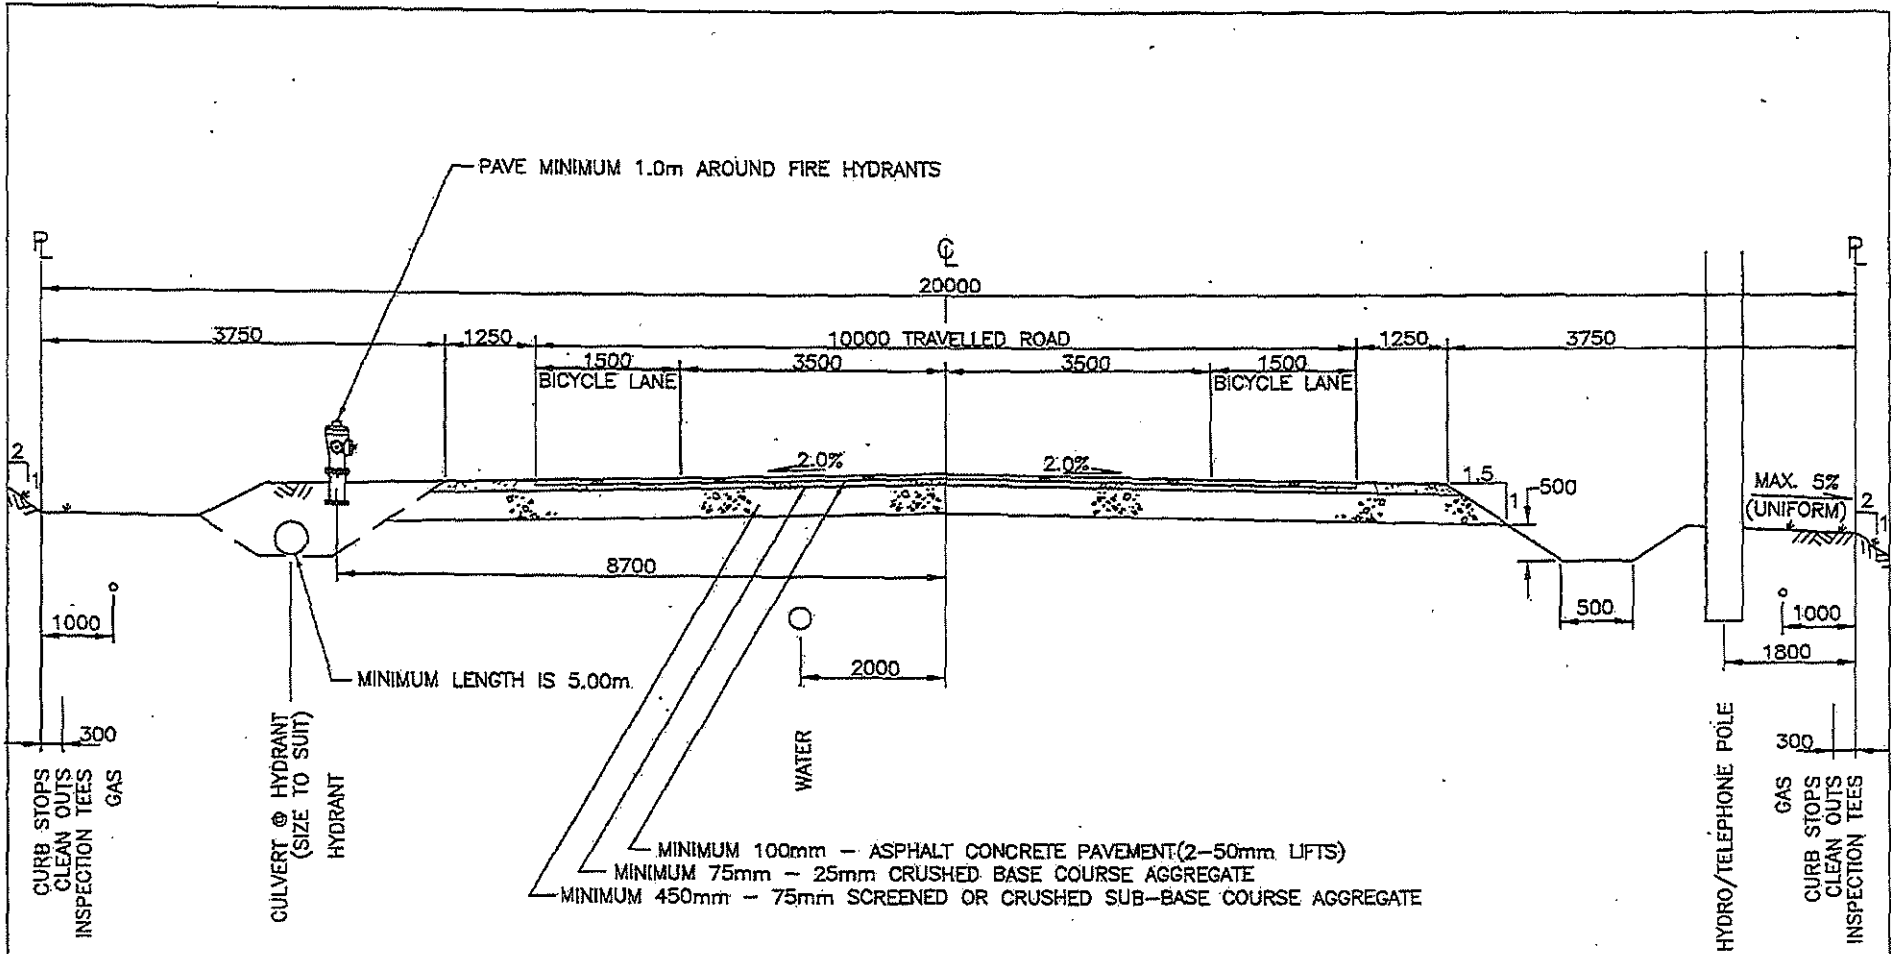 PAVE MINIMUM 1.0m AROUND FIRE HYDRANTS
PL
CL
PL
20000
3750
1250
10000 TRAVELLED ROAD
1250
3750
1500
3500
3500
1500
BICYCLE LANE
BICYCLE LANE
2
1
2.0%
2.0%
1.5
1
500
MAX. 5%
(UNIFORM)
2
1
8700
1000
500
1000
1800
2000
MINIMUM LENGTH IS 5.00m
300
300
CURB STOPS
CLEAN OUTS
INSPECTION TEES
GAS
CULVERT @ HYDRANT
(SIZE TO SUIT)
HYDRANT
WATER
HYDRO/TELEPHONE POLE
GAS
CURB STOPS
CLEAN OUTS
INSPECTION TEES
MINIMUM 100mm - ASPHALT CONCRETE PAVEMENT(2-50mm LIFTS)
MINIMUM 75mm - 25mm CRUSHED BASE COURSE AGGREGATE
MINIMUM 450mm - 75mm SCREENED OR CRUSHED SUB-BASE COURSE AGGREGATE